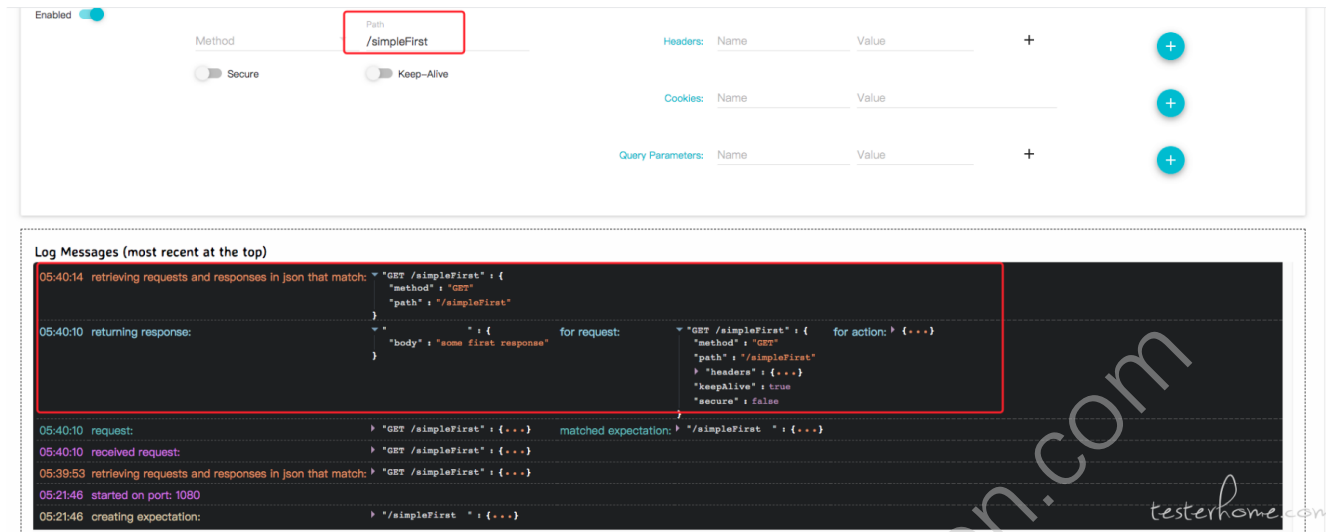 Enabled
Path
Method /simpleFirst Headers: Name Value +
Secure Keep-Alive
Cookies: Name Value
Query Parameters: Name Value +
Log Messages (most recent at the top)
05:40:14 retrieving requests and responses in json that match: "GET /simpleFirst" : {
"method" : "GET"
"path" : "/simpleFirst"
}
05:40:10 returning response: " " : { for request: "GET /simpleFirst" : { for action: {...}
"body" : "some first response" "method" : "GET"
} "path" : "/simpleFirst"
"headers" : {...}
"keepAlive" : true
"secure" : false
}
05:40:10 request: "GET /simpleFirst" : {...} matched expectation: "/simpleFirst " : {...}
05:40:10 received request: "GET /simpleFirst" : {...}
05:39:53 retrieving requests and responses in json that match: "GET /simpleFirst" : {...}
05:21:46 started on port: 1080
05:21:46 creating expectation: "/simpleFirst " : {...}
n.com
testerhome.com